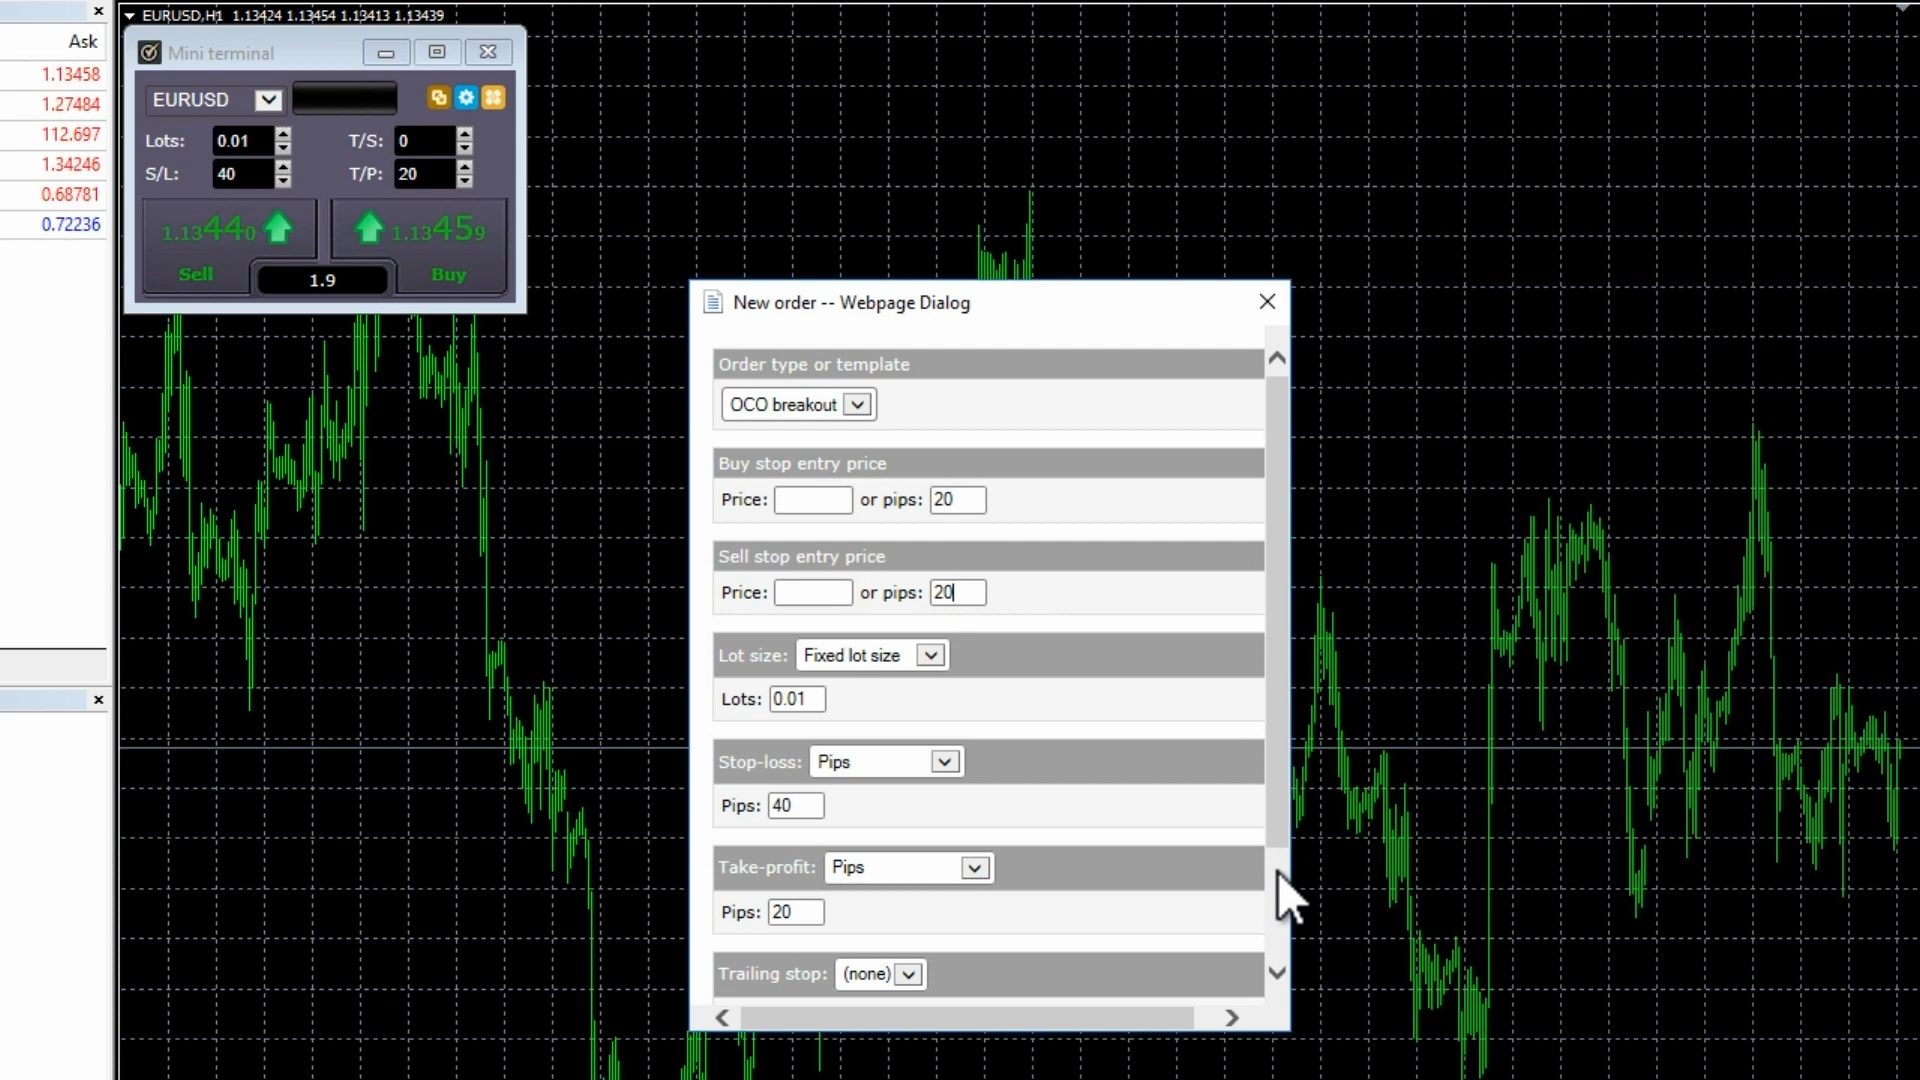 EURUSD,H1 1.13424 1.13454 1.13413 1.13439
Ask
1.13458
1.27484
112.697
1.34246
0.68781
0.72236
Mini terminal
EURUSD
Lots: 0.01 T/S: 0
S/L: 40 T/P: 20
1.13440 1.13459
Sell 1.9 Buy
New order -- Webpage Dialog
Order type or template
OCO breakout
Buy stop entry price
Price: or pips: 20
Sell stop entry price
Price: or pips: 20
Lot size: Fixed lot size
Lots: 0.01
Stop-loss: Pips
Pips: 40
Take-profit: Pips
Pips: 20
Trailing stop: (none)